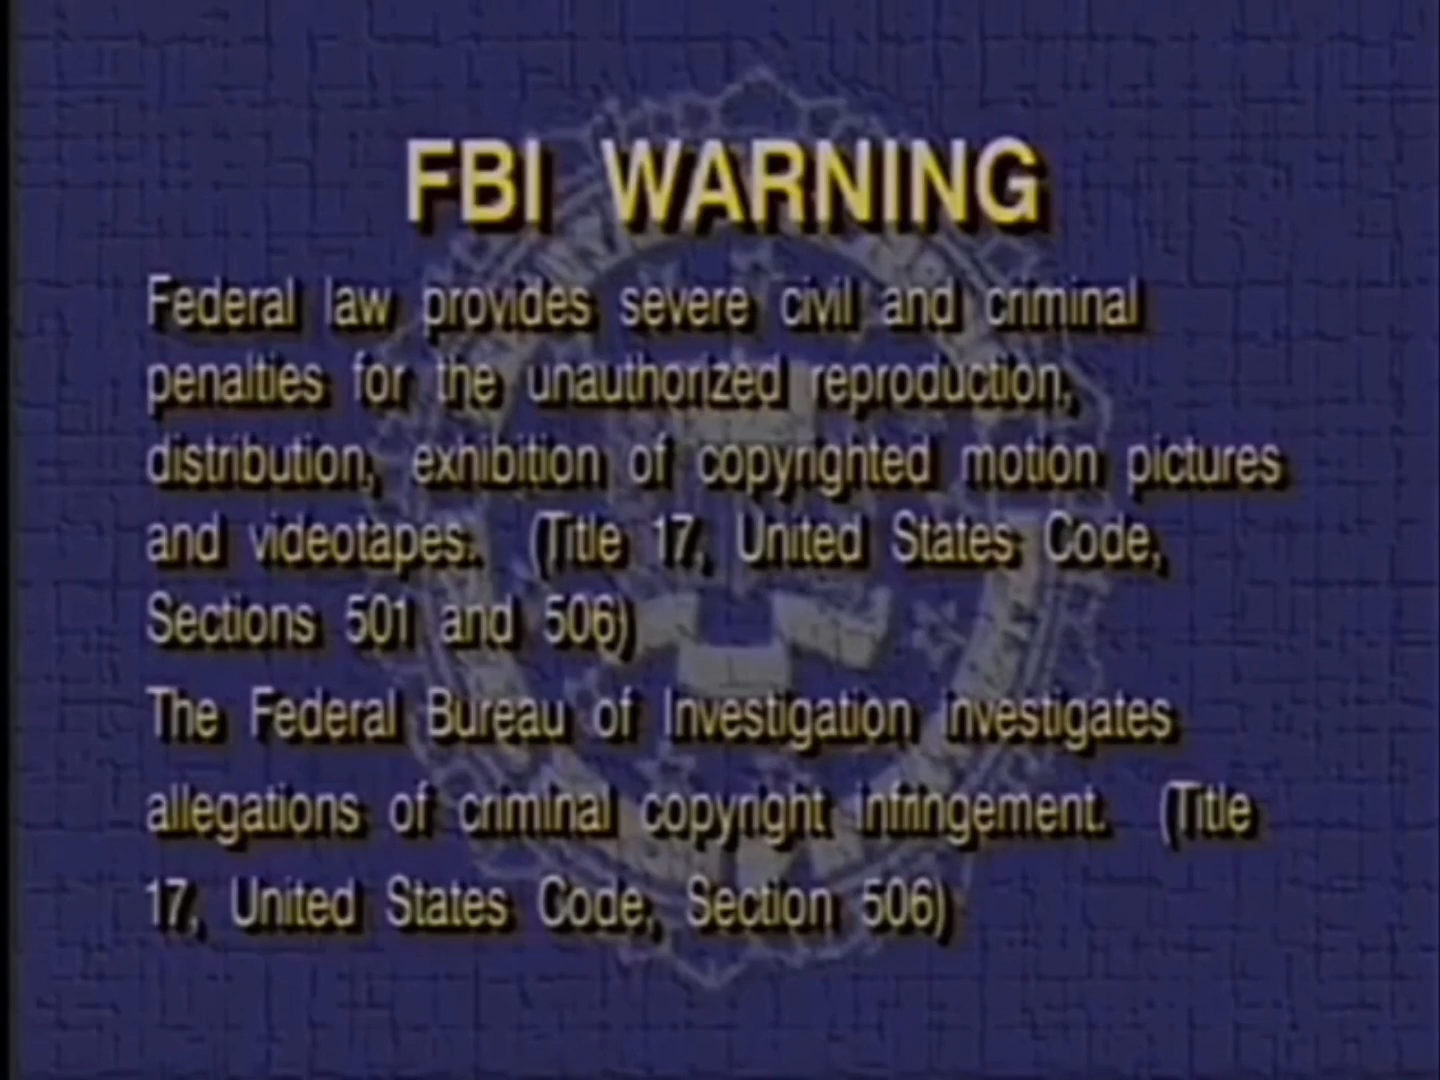 FBI WARNING
Federal law provides severe civil and criminal
penalties for the unauthorized reproduction,
distribution, exhibition of copyrighted motion pictures
and videotapes. (Title 17, United States Code,
Sections 501 and 506)
The Federal Bureau of Investigation investigates
allegations of criminal copyright infringement. (Title
17, United States Code, Section 506)